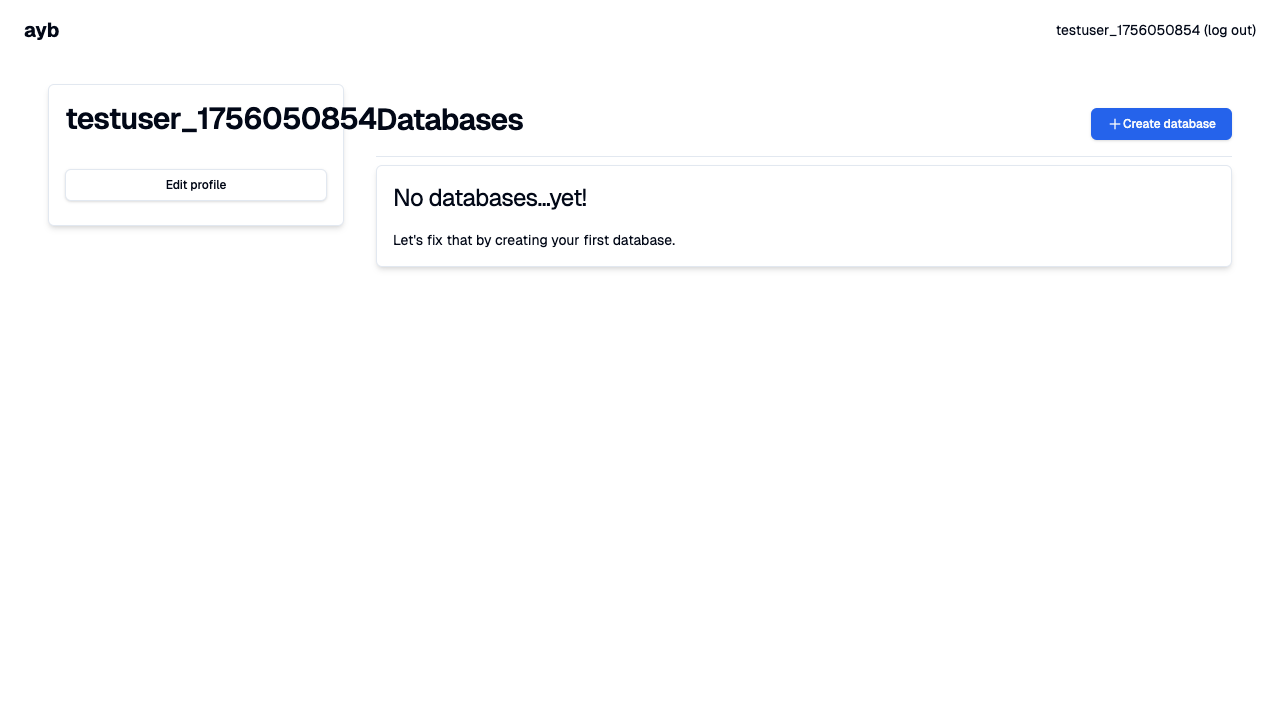 ayb
testuser_1756050854 (log out)
testuser_1756050854
Edit profile
Databases
Create database
No databases...yet!
Let's fix that by creating your first database.